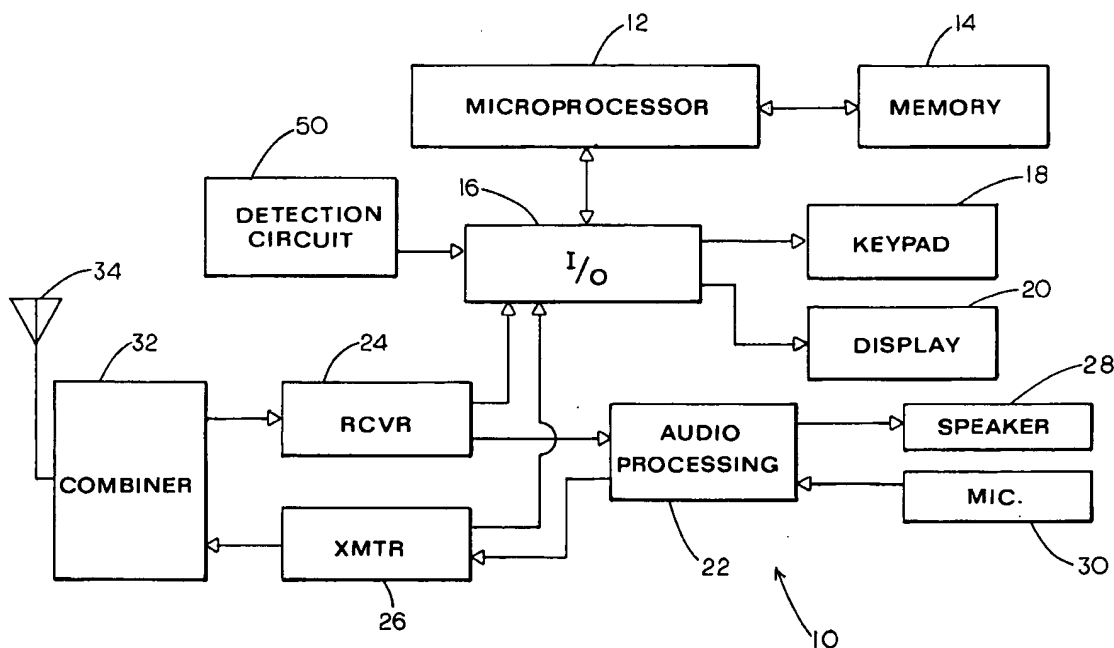 12
14
MICROPROCESSOR
MEMORY
50
16
18
DETECTION
CIRCUIT
I/O
KEYPAD
34
20
32
24
DISPLAY
28
RCVR
AUDIO
PROCESSING
SPEAKER
COMBINER
MIC.
XMTR
22
30
26
10